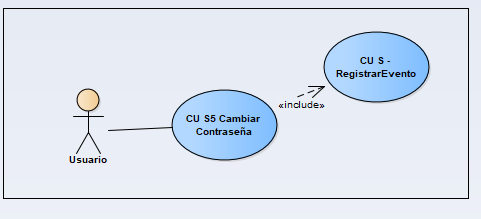 CU S -
RegistrarEvento
«include»
CU S5 Cambiar
Contraseña
Usuario